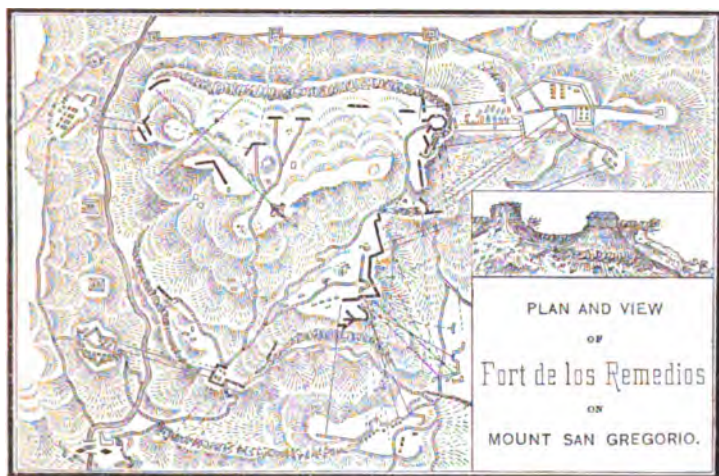 PLAN AND VIEW
OF
Fort de los Remedios
ON
MOUNT SAN GREGORIO.